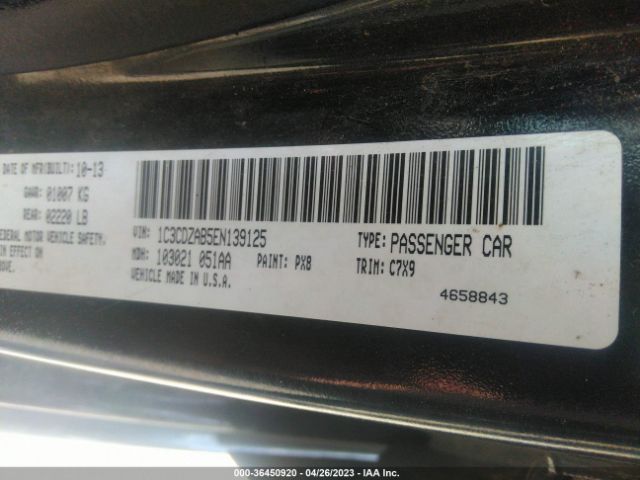 DATE OF MFR(BUILT): 10-13
GAWR: 01007 KG
REAR: 02220 LB
FEDERAL MOTOR VEHICLE SAFETY,
IN EFFECT ON
ABOVE.
VIN: 1C3CDZAB5EN139125
TYPE: PASSENGER CAR
MDH: 103021 051AA
PAINT: PX8
TRIM: C7X9
VEHICLE MADE IN U.S.A.
4658843
000-36450920 - 04/26/2023 - IAA Inc.